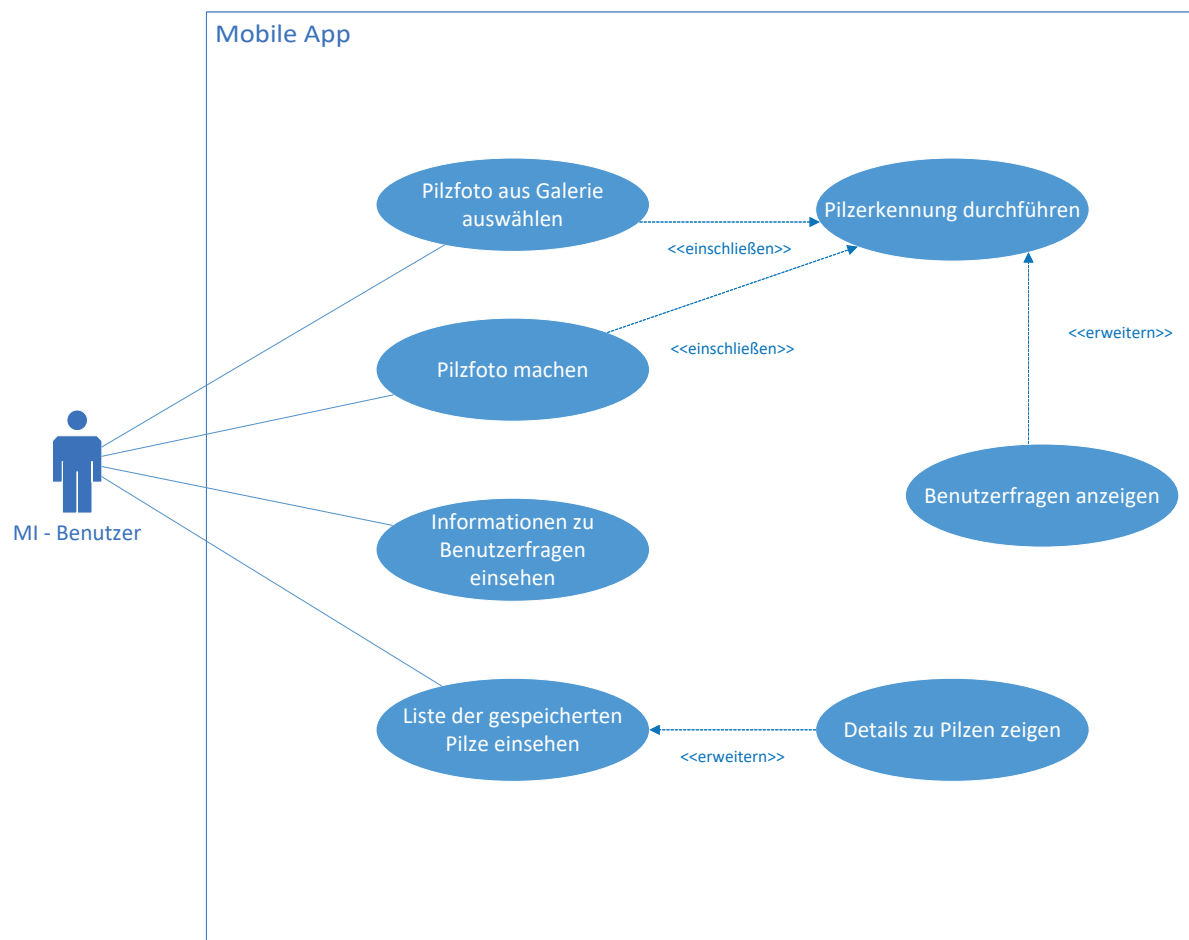 Mobile App
Pilzfoto aus Galerie
auswählen
Pilzerkennung durchführen
<<einschließen>>
<<erweitern>>
<<einschließen>>
Pilzfoto machen
MI - Benutzer
Benutzerfragen anzeigen
Informationen zu
Benutzerfragen
einsehen
Liste der gespeicherten
Pilze einsehen
<<erweitern>>
Details zu Pilzen zeigen